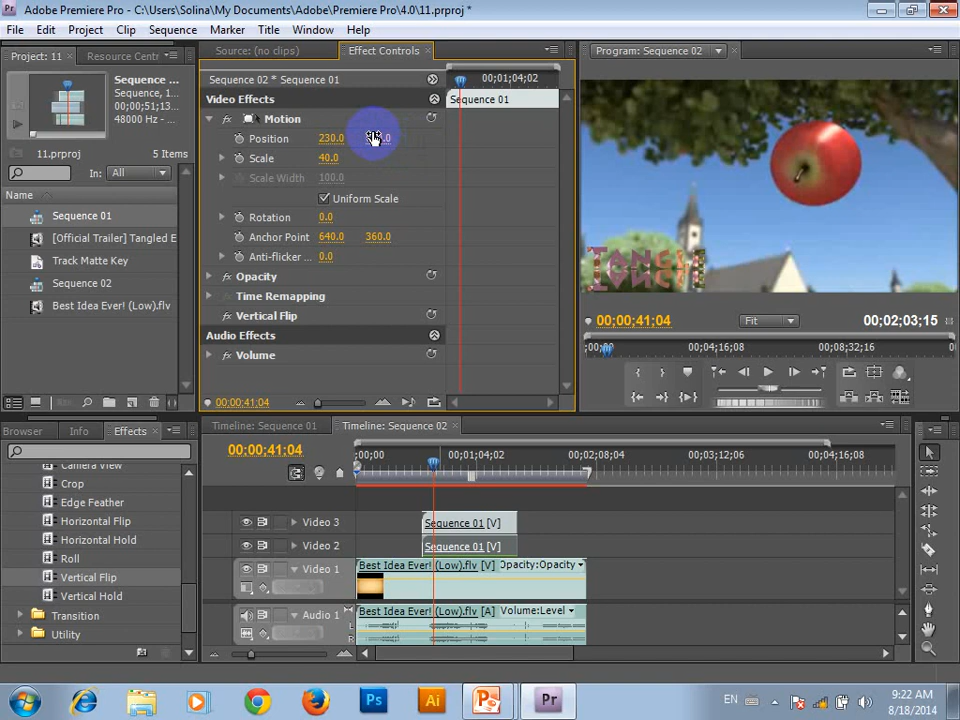 Adobe Premiere Pro - C:\Users\Solina\My Documents\Adobe\Premiere Pro\4.0\11.prproj *
File Edit Project Clip Sequence Marker Title Window Help
Project: 11
Resource Cent
Source: (no clips)
Effect Controls
Program: Sequence 02
Sequence ...
Sequence, 1
00;00;51;13,
48000 Hz -
11.prproj
5 Items
In: All
Name
Sequence 01
[Official Trailer] Tangled E
Track Matte Key
Sequence 02
Best Idea Ever! (Low).flv
Sequence 02 * Sequence 01
00;01;04;02
Video Effects
Sequence 01
Motion
Position 230.0
Scale 40.0
Scale Width 100.0
Uniform Scale
Rotation 0.0
Anchor Point 640.0 360.0
Anti-flicker ... 0.0
Opacity
Time Remapping
Vertical Flip
Audio Effects
Volume
00;00;41;04
00;00;41;04
Fit
00;02;03;15
00;04;16;08
00;08;32;16
Browser
Info
Effects
Camera View
Crop
Edge Feather
Horizontal Flip
Horizontal Hold
Roll
Vertical Flip
Vertical Hold
Transition
Utility
Timeline: Sequence 01
Timeline: Sequence 02
00;00;41;04
;00;00
00;01;04;02
00;02;08;04
00;03;12;06
00;04;16;08
Video 3
Sequence 01 [V]
Video 2
Sequence 01 [V]
Video 1
Best Idea Ever! (Low).flv [V] Opacity:Opacity
Audio 1
Best Idea Ever! (Low).flv [A] Volume:Level
L
R
EN
9:22 AM
8/18/2014